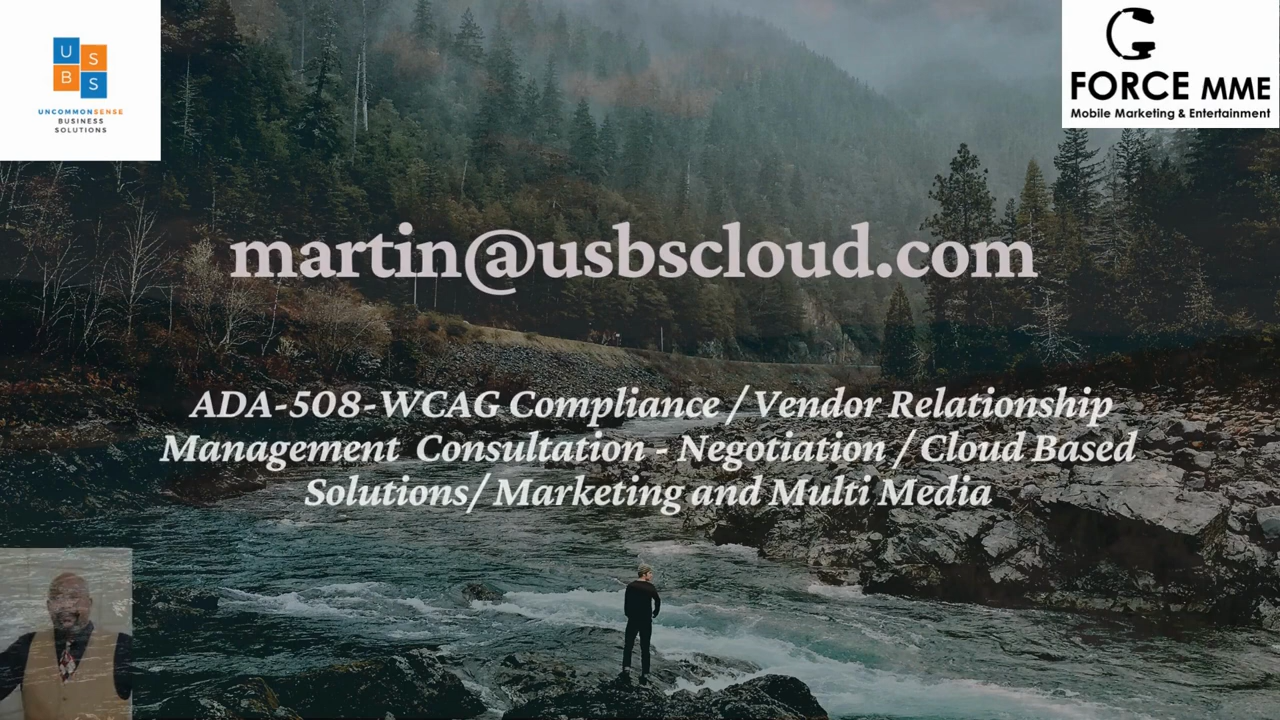 U S
B S
UNCOMMONSENSE
BUSINESS
SOLUTIONS
G
FORCE MME
Mobile Marketing & Entertainment
martin@usbscloud.com
ADA-508-WCAG Compliance / Vendor Relationship
Management Consultation - Negotiation / Cloud Based
Solutions/ Marketing and Multi Media